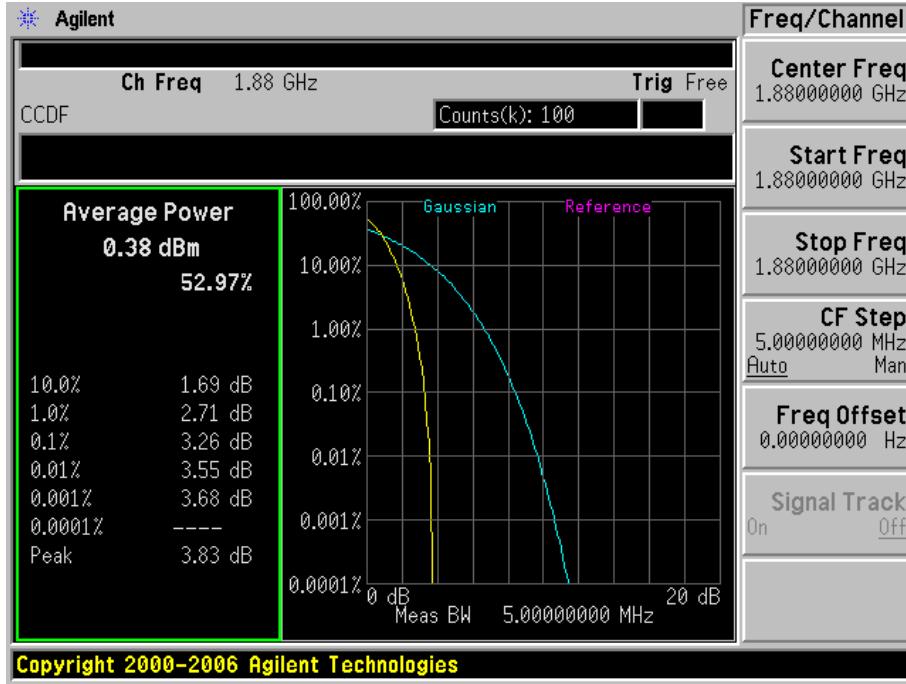 Agilent
Freq/Channel
Ch Freq 1.88 GHz Trig Free
CCDF Counts(k): 100
Center Freq
1.88000000 GHz
Start Freq
1.88000000 GHz
Stop Freq
1.88000000 GHz
CF Step
5.00000000 MHz
Auto Man
Freq Offset
0.00000000 Hz
Signal Track
On Off
Average Power
0.38 dBm
52.97%
10.0% 1.69 dB
1.0% 2.71 dB
0.1% 3.26 dB
0.01% 3.55 dB
0.001% 3.68 dB
0.0001% ----
Peak 3.83 dB
Gaussian Reference
100.00%
10.00%
1.00%
0.10%
0.01%
0.001%
0.0001%
0 dB 20 dB
Meas BW 5.00000000 MHz
Copyright 2000-2006 Agilent Technologies